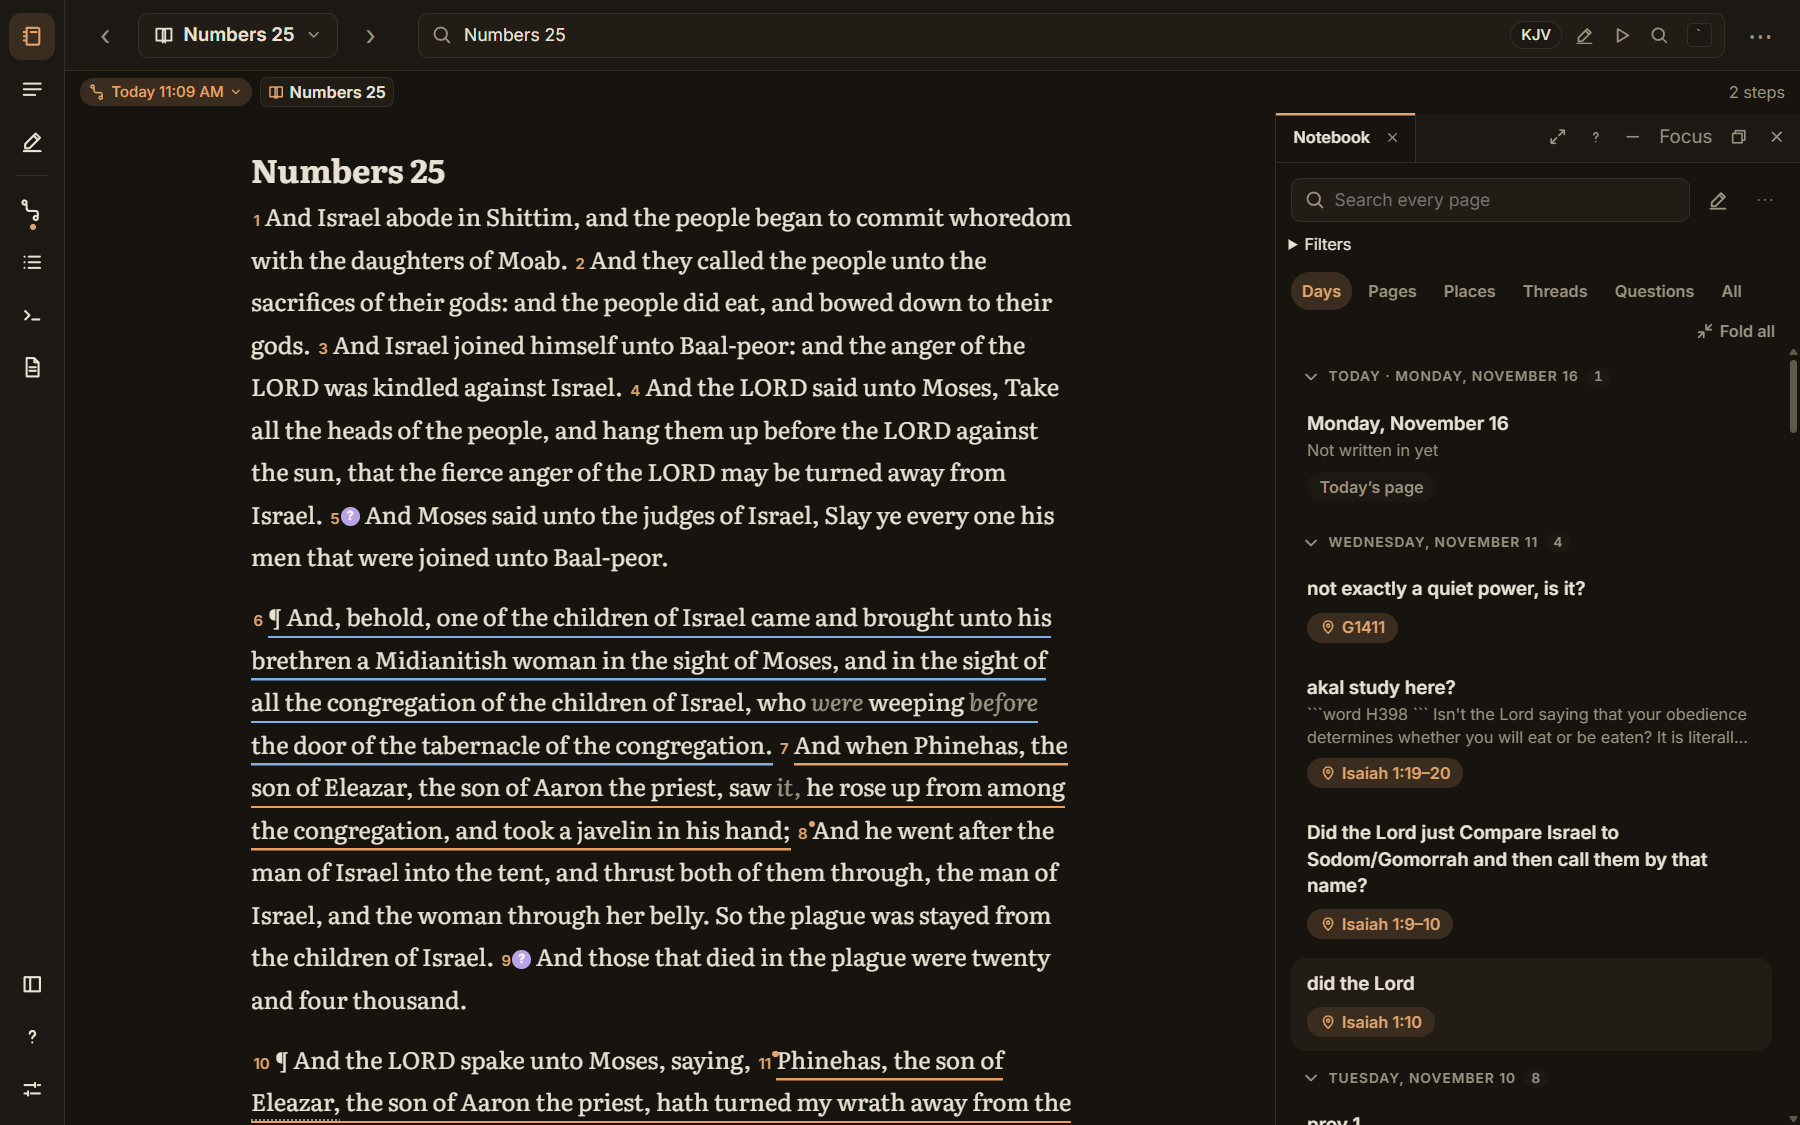 Numbers 25
Numbers 25
KJV
Today 11:09 AM
Numbers 25
2 steps
Numbers 25
1 And Israel abode in Shittim, and the people began to commit whoredom
with the daughters of Moab. 2 And they called the people unto the
sacrifices of their gods: and the people did eat, and bowed down to their
gods. 3 And Israel joined himself unto Baal-peor: and the anger of the
LORD was kindled against Israel. 4 And the LORD said unto Moses, Take
all the heads of the people, and hang them up before the LORD against
the sun, that the fierce anger of the LORD may be turned away from
Israel. 5 ? And Moses said unto the judges of Israel, Slay ye every one his
men that were joined unto Baal-peor.
6 ¶ And, behold, one of the children of Israel came and brought unto his
brethren a Midianitish woman in the sight of Moses, and in the sight of
all the congregation of the children of Israel, who were weeping before
the door of the tabernacle of the congregation. 7 And when Phinehas, the
son of Eleazar, the son of Aaron the priest, saw it, he rose up from among
the congregation, and took a javelin in his hand; 8 And he went after the
man of Israel into the tent, and thrust both of them through, the man of
Israel, and the woman through her belly. So the plague was stayed from
the children of Israel. 9 ? And those that died in the plague were twenty
and four thousand.
10 ¶ And the LORD spake unto Moses, saying, 11 Phinehas, the son of
Eleazar, the son of Aaron the priest, hath turned my wrath away from the
Notebook
? Focus
Search every page
Filters
Days Pages Places Threads Questions All
Fold all
TODAY · MONDAY, NOVEMBER 16 1
Monday, November 16
Not written in yet
Today’s page
WEDNESDAY, NOVEMBER 11 4
not exactly a quiet power, is it?
G1411
akal study here?
```word H398 ``` Isn't the Lord saying that your obedience
determines whether you will eat or be eaten? It is literall...
Isaiah 1:19–20
Did the Lord just Compare Israel to
Sodom/Gomorrah and then call them by that
name?
Isaiah 1:9–10
did the Lord
Isaiah 1:10
TUESDAY, NOVEMBER 10 8
prov 1
?